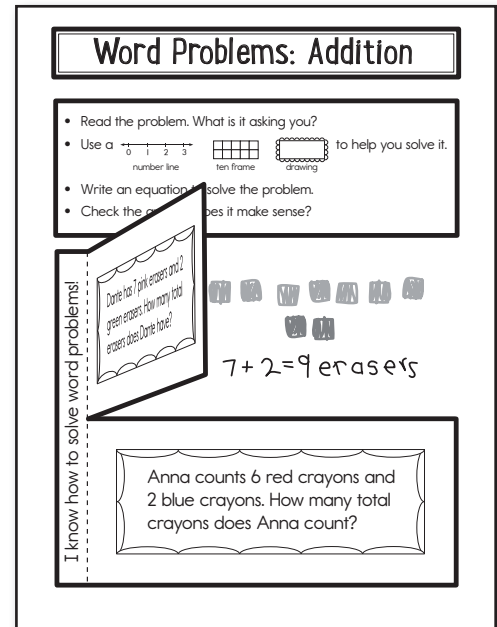 Word Problems: Addition
• Read the problem. What is it asking you?
• Use a 0 1 2 3 to help you solve it.
number line ten frame drawing
• Write an equation solve the problem.
• Check the it make sense?
I know how to solve word problems!
Dante has 7 pink erasers and 2
green erasers. How many total
erasers does Dante have?
7+2=9 erasers
Anna counts 6 red crayons and
2 blue crayons. How many total
crayons does Anna count?